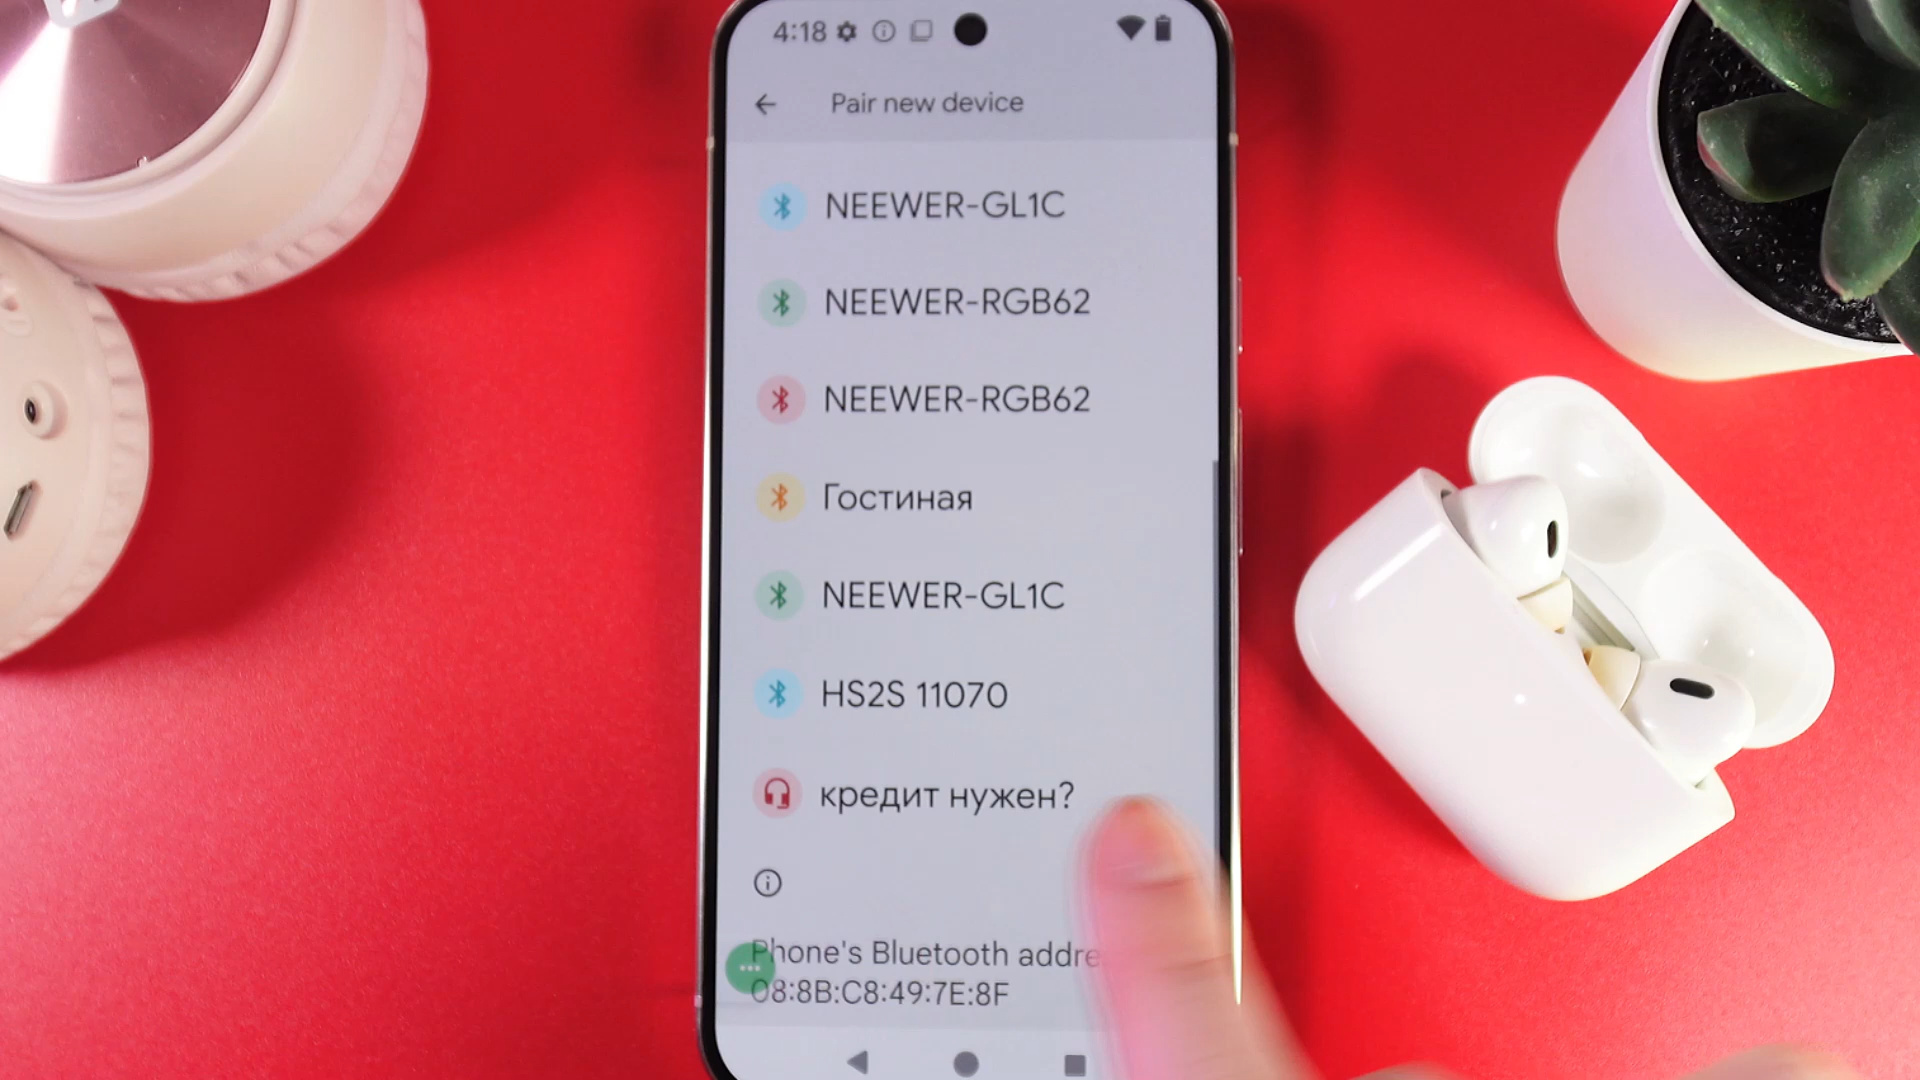 4:18
Pair new device
NEEWER-GL1C
NEEWER-RGB62
NEEWER-RGB62
Гостиная
NEEWER-GL1C
HS2S 11070
кредит нужен?
Phone's Bluetooth
08:8B:C8:49:7E:8F